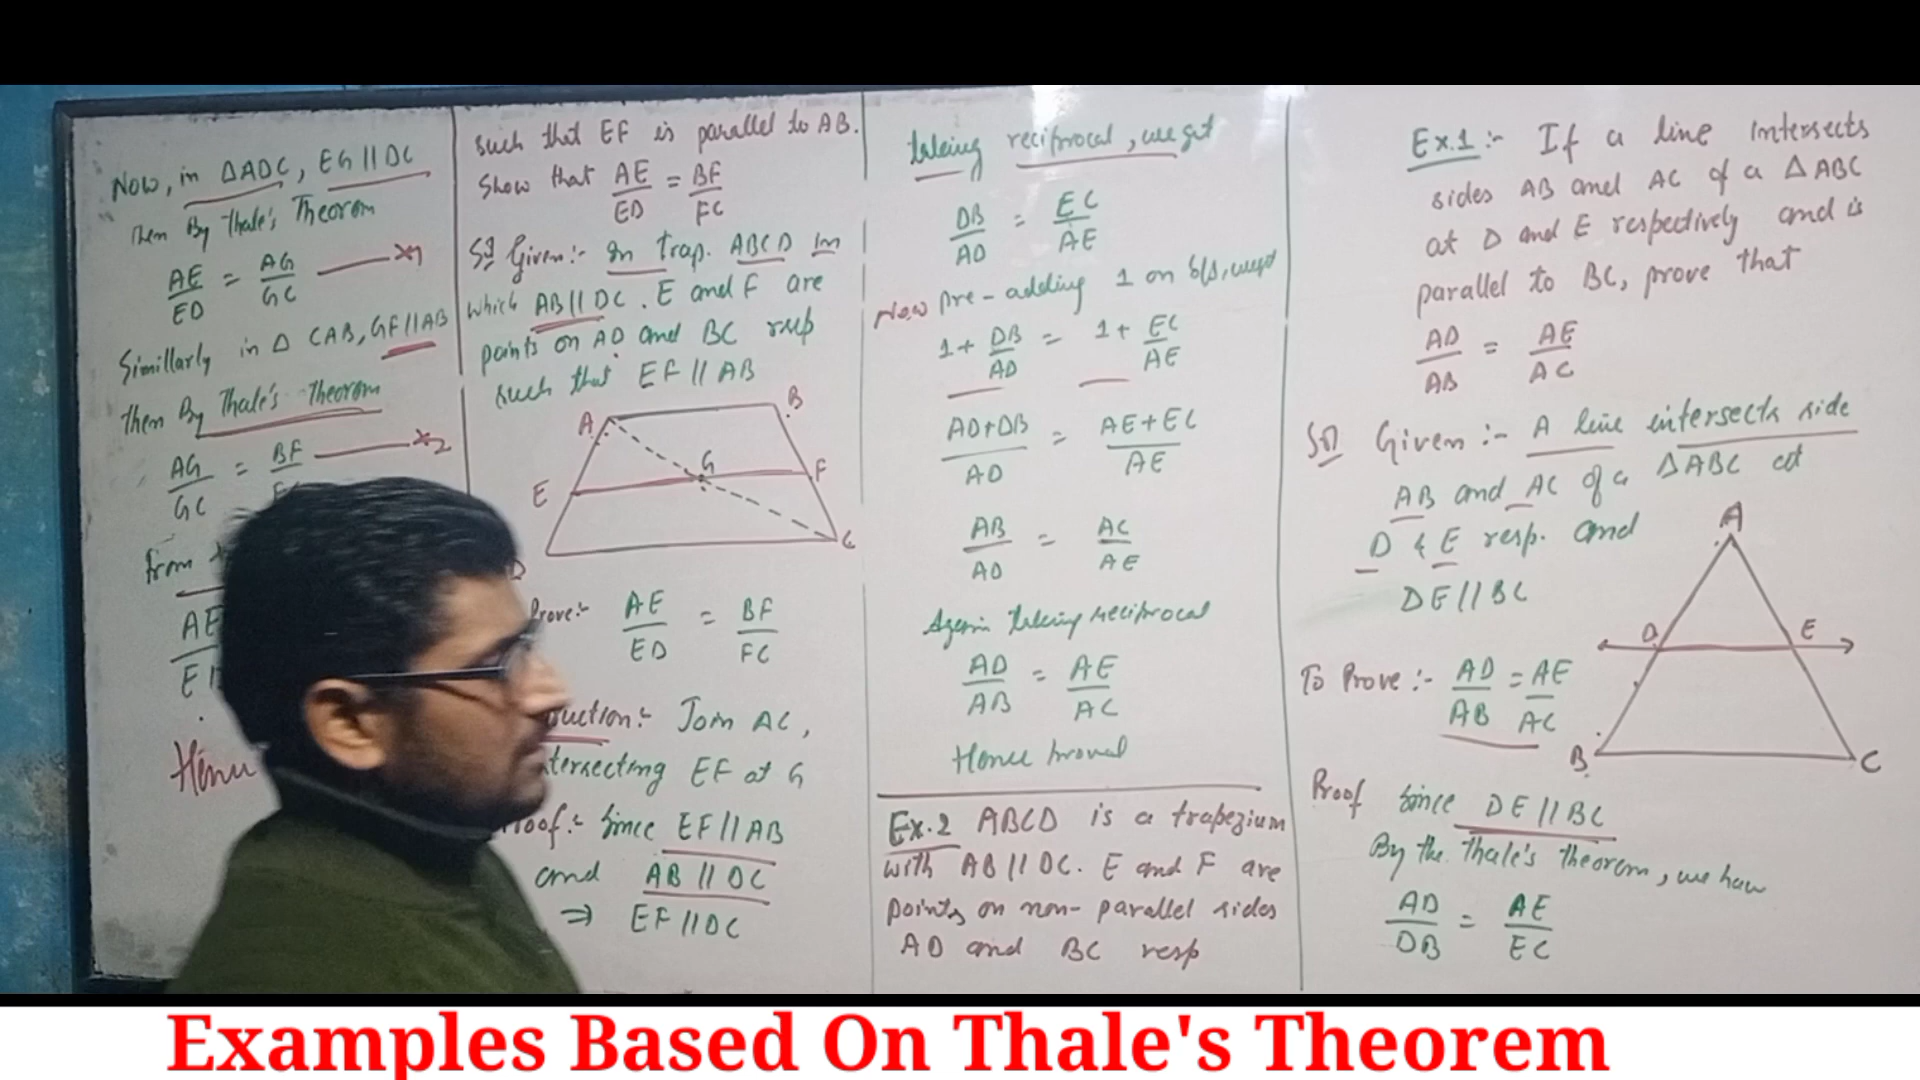 Now, in ΔADC, EG || DC
then By Thale's Theorem
AE/ED = AG/GC —— *1
Simillarly in Δ CAB, GF || AB
then By Thale's Theorem
AG/GC = BF/ —— *2
from
AE
E
Hence
such that EF is parallel to AB.
Show that AE/ED = BF/FC
Sol Given:- In trap. ABCD in
which AB || DC. E and F are
points on AD and BC resp
such that EF || AB
A
B
G
F
E
C
D
Prove:- AE/ED = BF/FC
uction:- Join AC,
tersecting EF at G
oof:- Since EF || AB
and AB || DC
⇒ EF || DC
taking reciprocal, we get
DB/AD = EC/AE
Now pre-adding 1 on b/s, we get
1 + DB/AD = 1 + EC/AE
AD+DB/AD = AE+EC/AE
AB/AD = AC/AE
Again taking reciprocal
AD/AB = AE/AC
Hence proved
Ex.2 ABCD is a trapezium
with AB || DC. E and F are
points on non-parallel sides
AD and BC resp
Ex.1:- If a line intersects
sides AB and AC of a Δ ABC
at D and E respectively and is
parallel to BC, prove that
AD/AB = AE/AC
Sol Given:- A line intersects side
AB and AC of a ΔABC at
D & E resp. and
DE || BC
A
D
E
B
C
To Prove:- AD/AB = AE/AC
Proof Since DE || BC
By the Thale's theorem, we have
AD/DB = AE/EC
Examples Based On Thale's Theorem